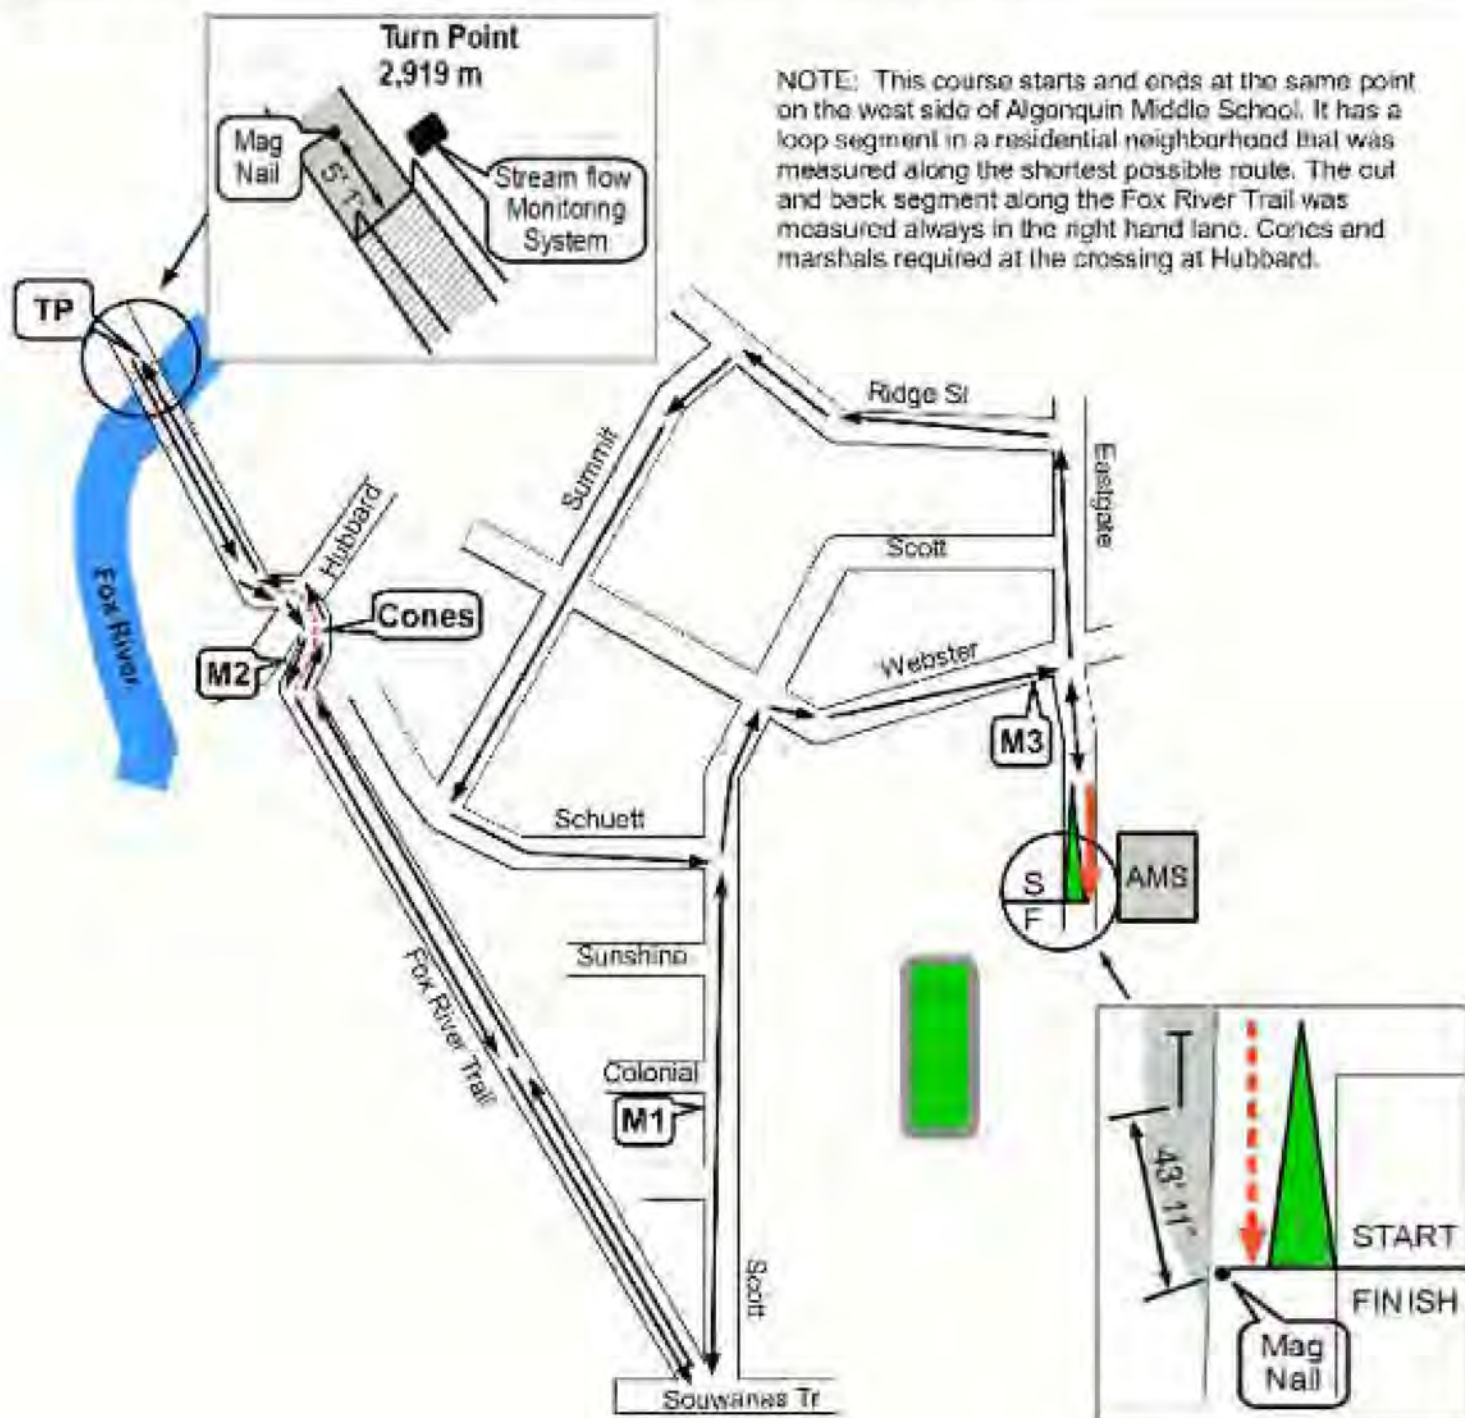 Turn Point
2,919 m
Mag
Nail
5' 1"
Stream flow
Monitoring
System
NOTE: This course starts and ends at the same point
on the west side of Algonquin Middle School. It has a
loop segment in a residential neighborhood that was
measured along the shortest possible route. The out
and back segment along the Fox River Trail was
measured always in the right hand lane. Cones and
marshals required at the crossing at Hubbard.
TP
Ridge St
Summit
Eastgate
Hubbard
Scott
Fox River
Cones
M2
Webster
M3
Schuett
S
F
AMS
Sunshine
Fox River Trail
Colonial
M1
43' 11"
Scott
START
FINISH
Mag
Nail
Souwanas Tr